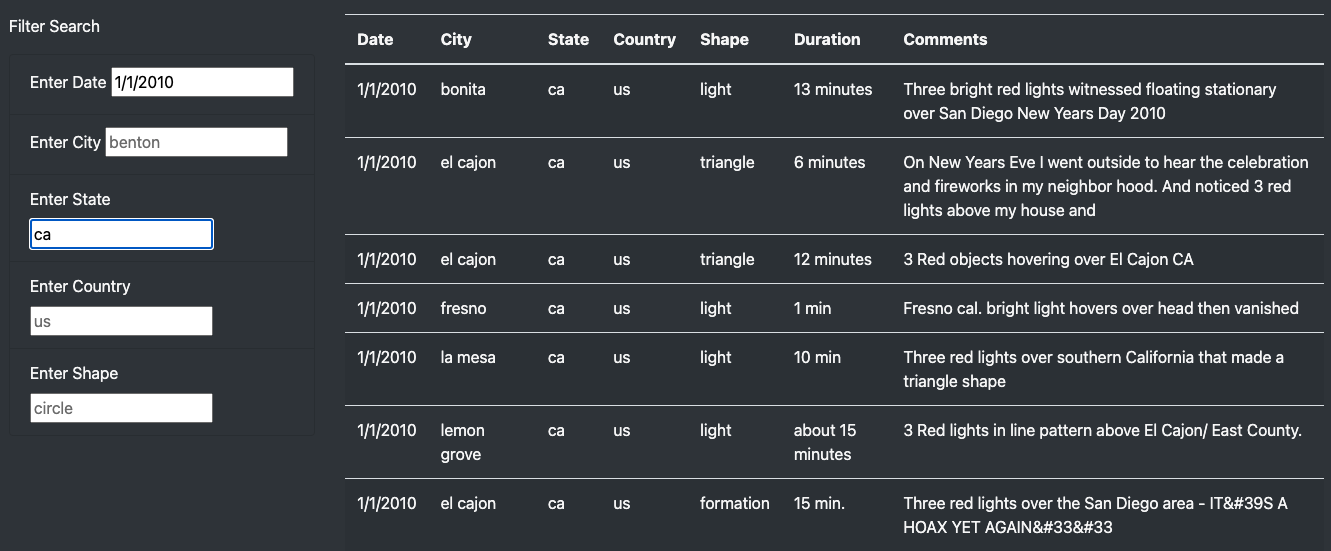 Filter Search
Enter Date 1/1/2010
Enter City benton
Enter State
ca
Enter Country
us
Enter Shape
circle
Date City State Country Shape Duration Comments
1/1/2010 bonita ca us light 13 minutes Three bright red lights witnessed floating stationary
over San Diego New Years Day 2010
1/1/2010 el cajon ca us triangle 6 minutes On New Years Eve I went outside to hear the celebration
and fireworks in my neighbor hood. And noticed 3 red
lights above my house and
1/1/2010 el cajon ca us triangle 12 minutes 3 Red objects hovering over El Cajon CA
1/1/2010 fresno ca us light 1 min Fresno cal. bright light hovers over head then vanished
1/1/2010 la mesa ca us light 10 min Three red lights over southern California that made a
triangle shape
1/1/2010 lemon ca us light about 15 3 Red lights in line pattern above El Cajon/ East County.
grove minutes
1/1/2010 el cajon ca us formation 15 min. Three red lights over the San Diego area - IT&#39S A
HOAX YET AGAIN&#33&#33